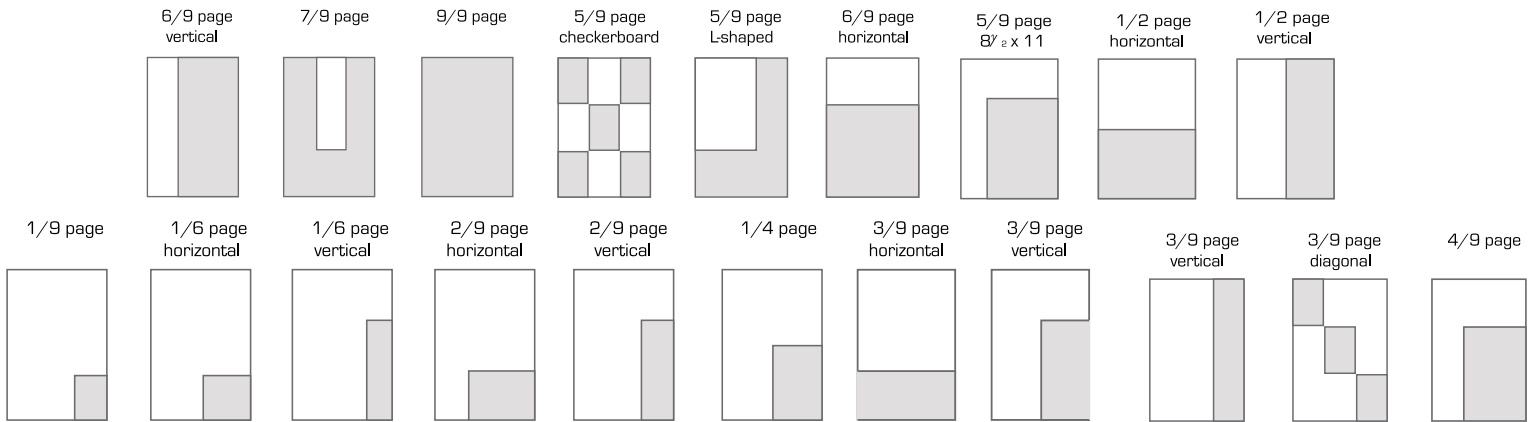 6/9 page
vertical
7/9 page
9/9 page
5/9 page
checkerboard
5/9 page
L-shaped
6/9 page
horizontal
5/9 page
8½ x 11
1/2 page
horizontal
1/2 page
vertical
1/9 page
1/6 page
horizontal
1/6 page
vertical
2/9 page
horizontal
2/9 page
vertical
1/4 page
3/9 page
horizontal
3/9 page
vertical
3/9 page
vertical
3/9 page
diagonal
4/9 page